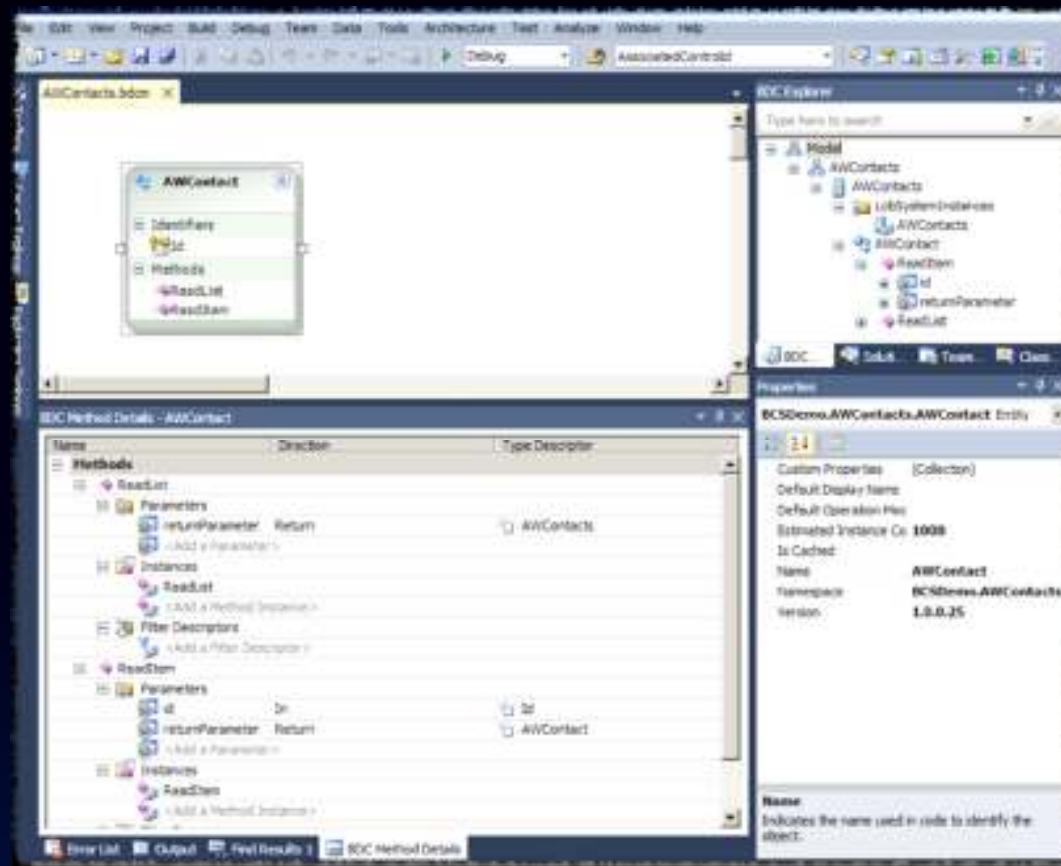 Edit View Project Build Debug Team Data Tools Architecture Test Analyze Window Help
Debug AssociatedControlId
AWContacts.bdcm X
AWContact
Identifiers
Id
Methods
ReadList
ReadItem
BDC Explorer
Type here to search
Model
AWContacts
AWContacts
LobSystemInstances
AWContacts
AWContact
ReadItem
id
returnParameter
ReadList
BDC... Soluti... Team... Class...
BDC Method Details - AWContact
Name Direction Type Descriptor
Methods
ReadList
Parameters
returnParameter Return AWContacts
<Add a Parameter>
Instances
ReadList
<Add a Method Instance>
Filter Descriptors
<Add a Filter Descriptor>
ReadItem
Parameters
id In Id
returnParameter Return AWContact
<Add a Parameter>
Instances
ReadItem
<Add a Method Instance>
Error List Output Find Results 1 BDC Method Details
Properties
BCSDemo.AWContacts.AWContact Entity
Custom Properties (Collection)
Default Display Name
Default Operation
Estimated Instance Co 1000
Is Cached
Name AWContact
Namespace BCSDemo.AWContacts
Version 1.0.0.25
Name
Indicates the name used in code to identify the
object.